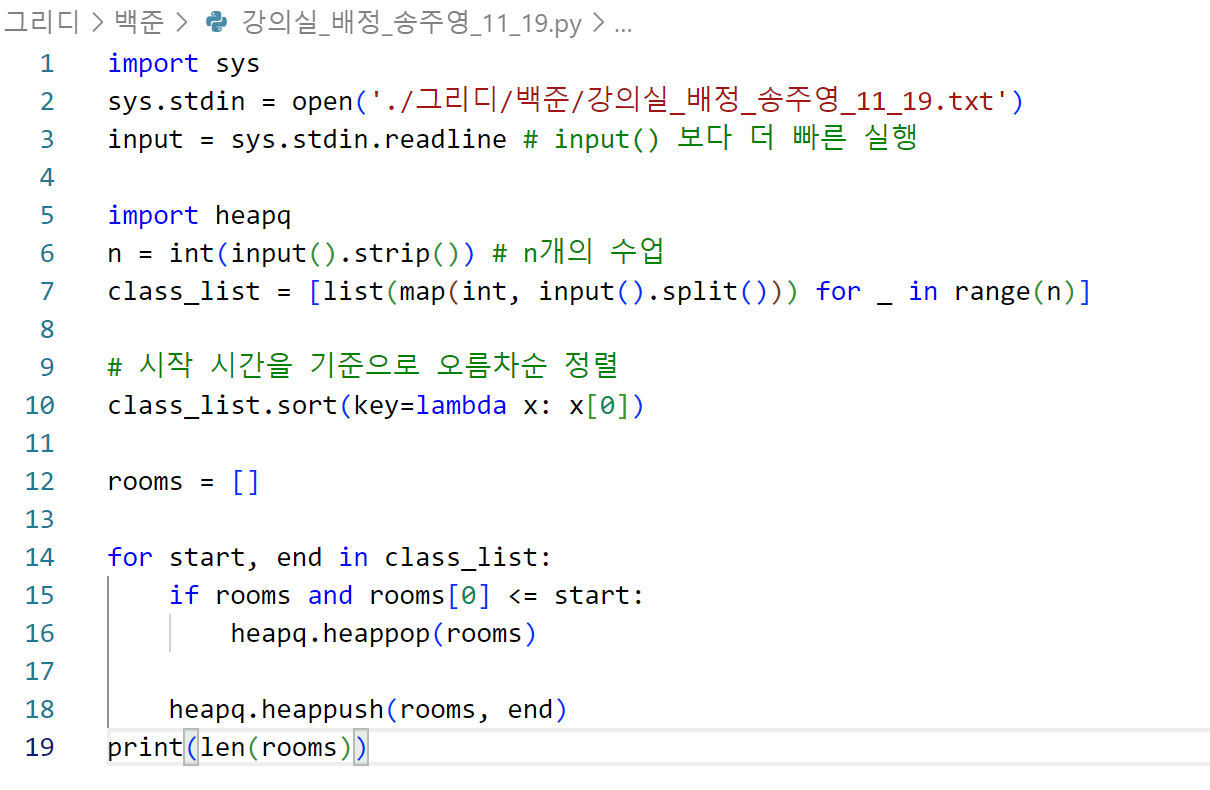 그리디 > 백준 > 강의실_배정_송주영_11_19.py > ...
1 import sys
2 sys.stdin = open('./그리디/백준/강의실_배정_송주영_11_19.txt')
3 input = sys.stdin.readline # input() 보다 더 빠른 실행
4
5 import heapq
6 n = int(input().strip()) # n개의 수업
7 class_list = [list(map(int, input().split())) for _ in range(n)]
8
9 # 시작 시간을 기준으로 오름차순 정렬
10 class_list.sort(key=lambda x: x[0])
11
12 rooms = []
13
14 for start, end in class_list:
15     if rooms and rooms[0] <= start:
16         heapq.heappop(rooms)
17
18     heapq.heappush(rooms, end)
19 print(len(rooms))